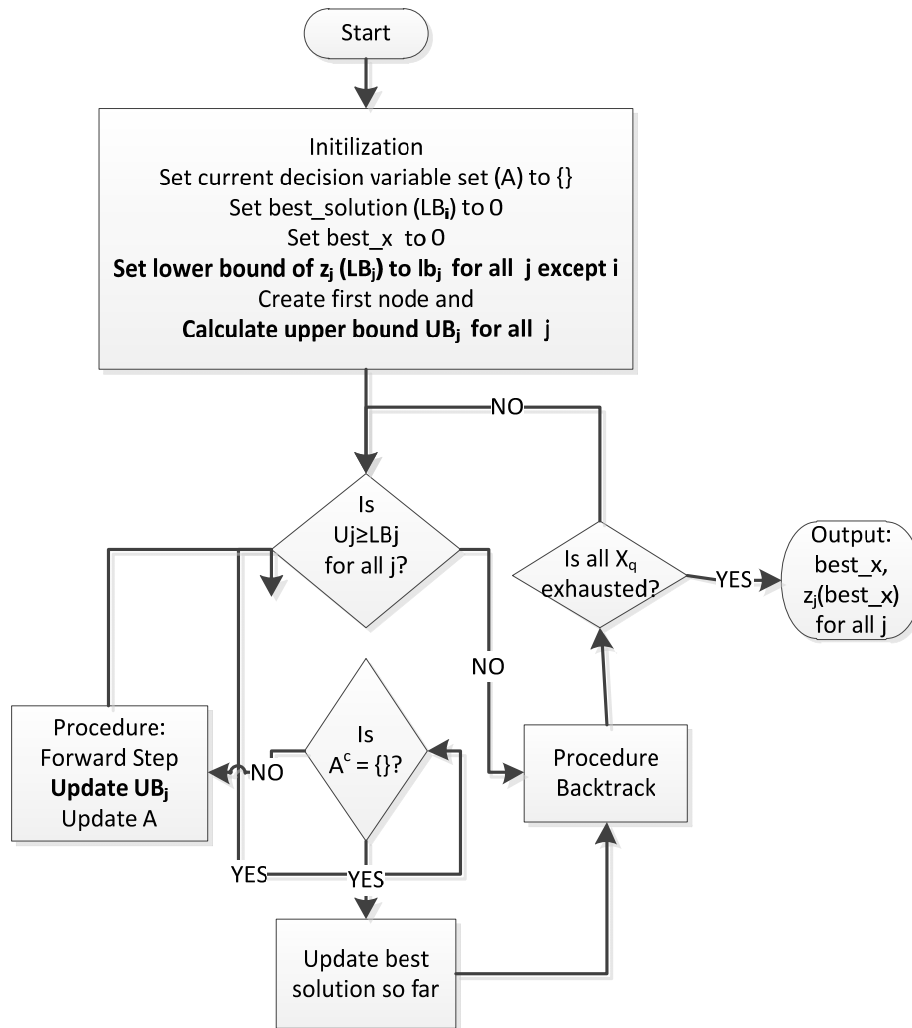 Start
Initilization
Set current decision variable set (A) to {}
Set best_solution (LBi) to 0
Set best_x to 0
Set lower bound of zj (LBj) to lbj for all j except i
Create first node and
Calculate upper bound UBj for all j
NO
Is
Uj≥LBj
for all j?
Is all Xq
exhausted?
YES
Output:
best_x,
zj(best_x)
for all j
NO
Procedure:
Forward Step
Update UBj
Update A
NO
Is
Ac = {}?
Procedure
Backtrack
YES
YES
Update best
solution so far